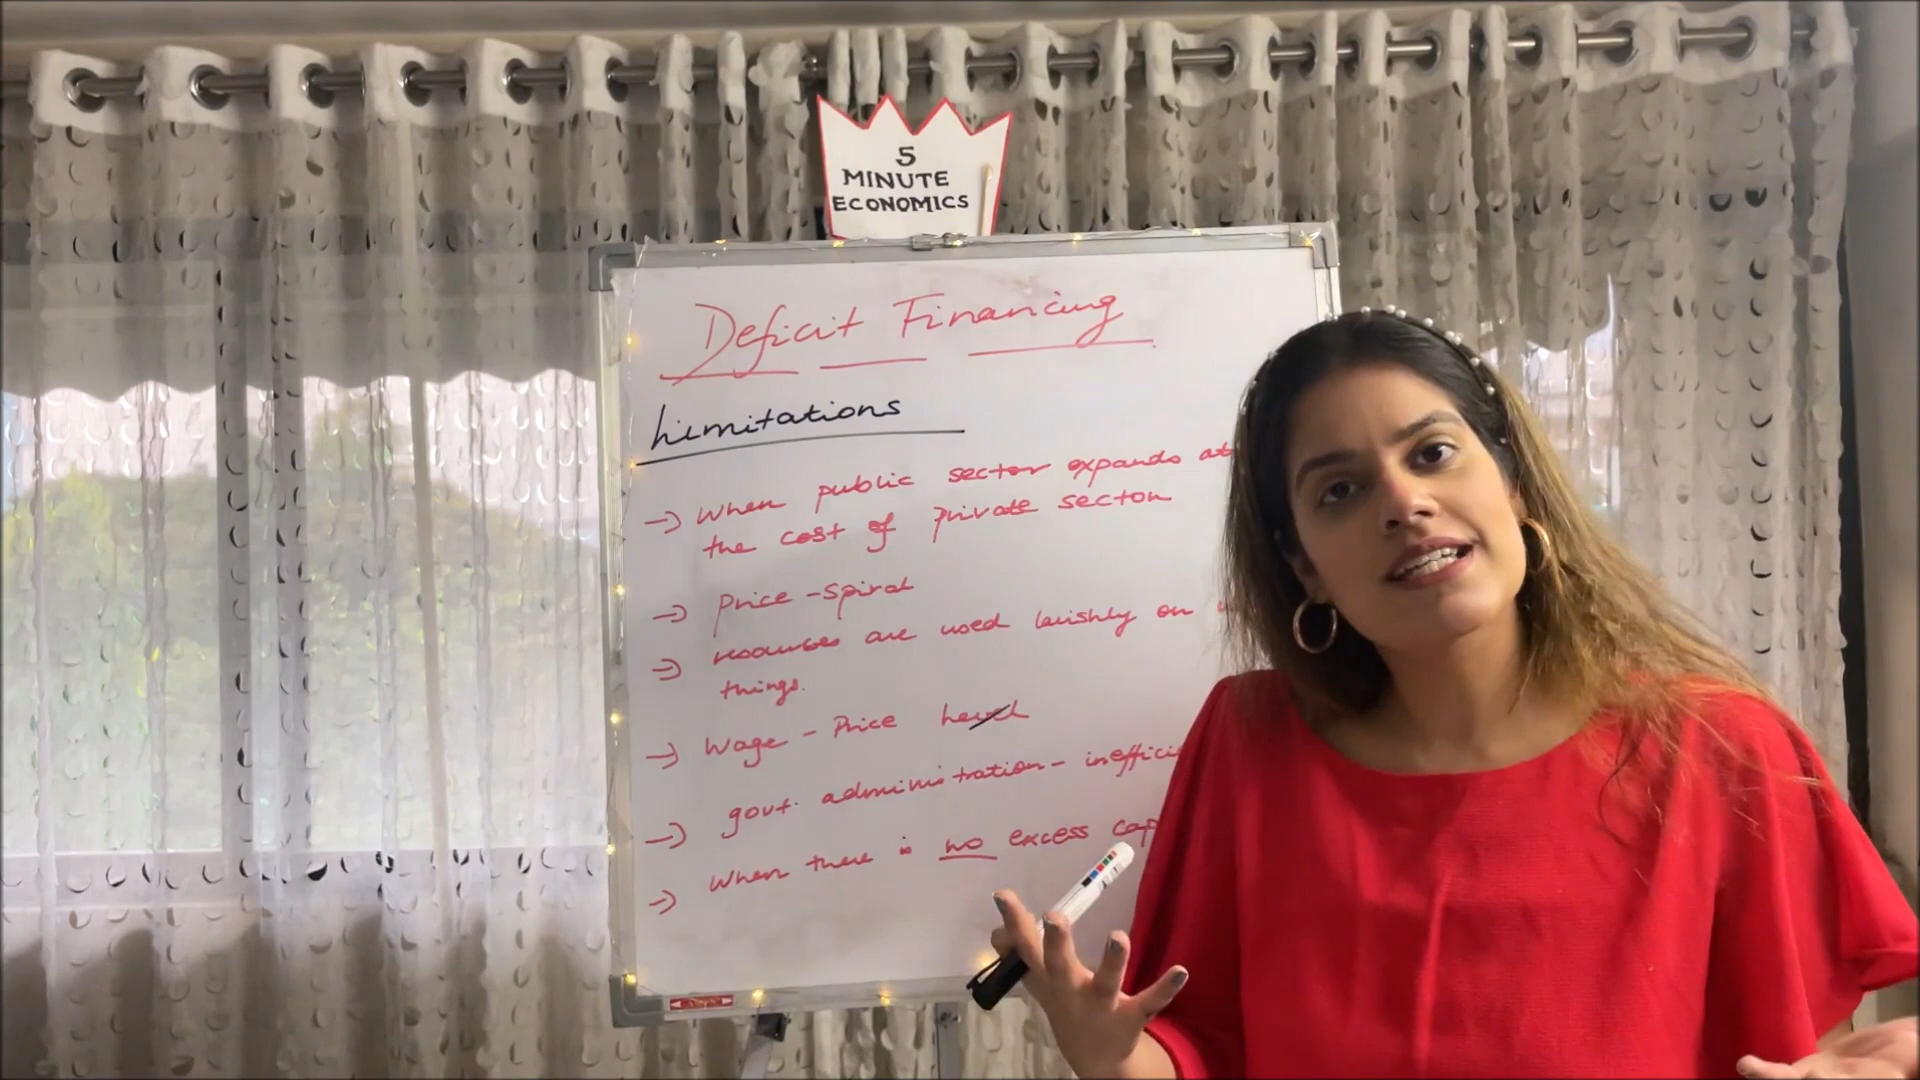 5
MINUTE
ECONOMICS
Deficit Financing
Limitations
→ When public sector expands at
the cost of private sector
→ Price - Spiral
→ resources are used lavishly on
things.
→ Wage - Price
→ govt. administration - ineffici
→ When there is no excess cap